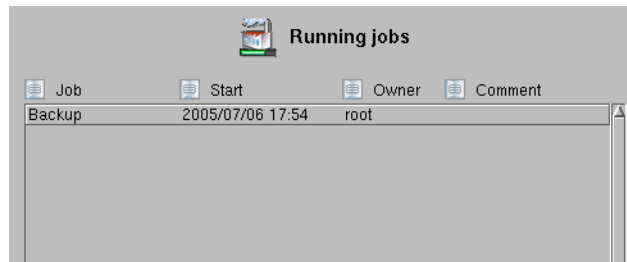 Running jobs
Job Start Owner Comment
Backup 2005/07/06 17:54 root